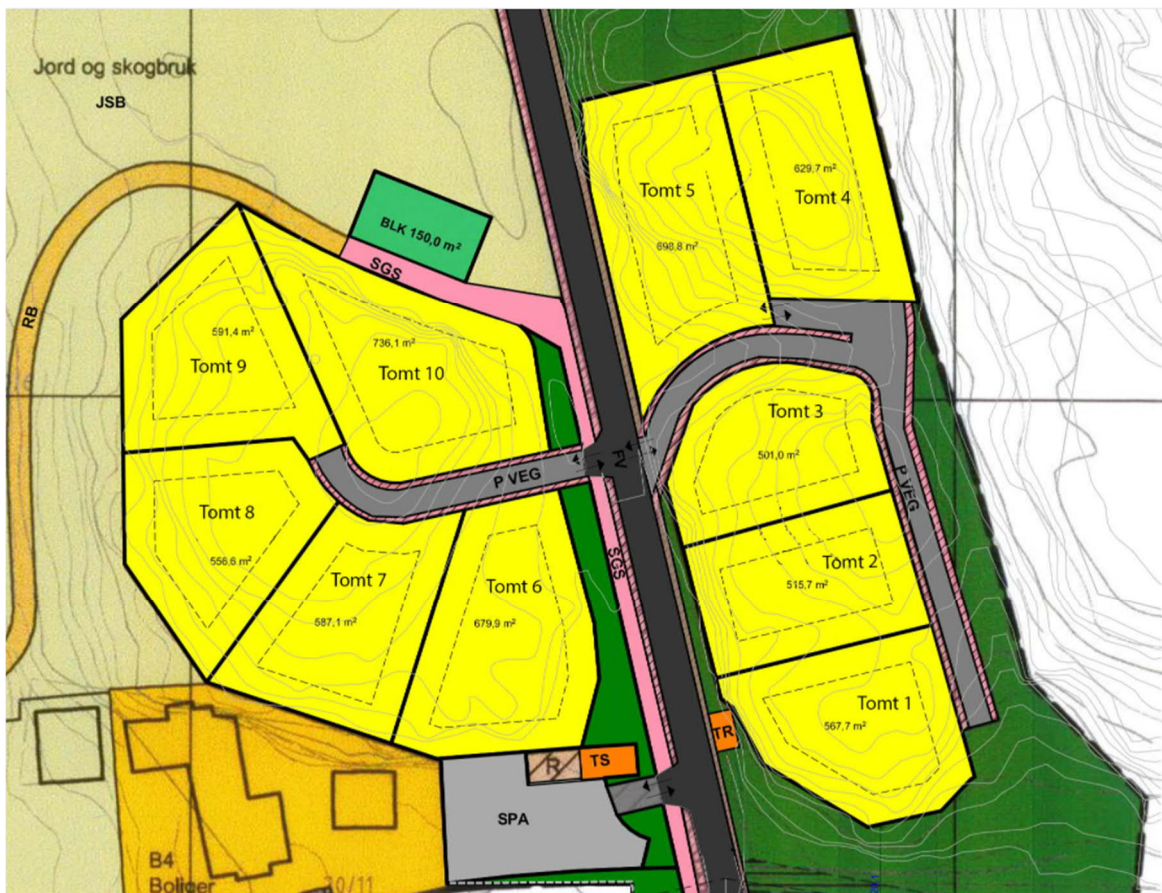 Jord og skogbruk
JSB
RB
BLK 150,0 m²
SGS
Tomt 5
698,8 m²
629,7 m²
Tomt 4
591,4 m²
Tomt 9
736,1 m²
Tomt 10
Tomt 3
501,0 m²
P VEG
FV
P VEG
Tomt 8
556,6 m²
Tomt 7
587,1 m²
Tomt 6
679,9 m²
SGS
Tomt 2
515,7 m²
Tomt 1
567,7 m²
TR
R
TS
SPA
B4
Boliger
30/11